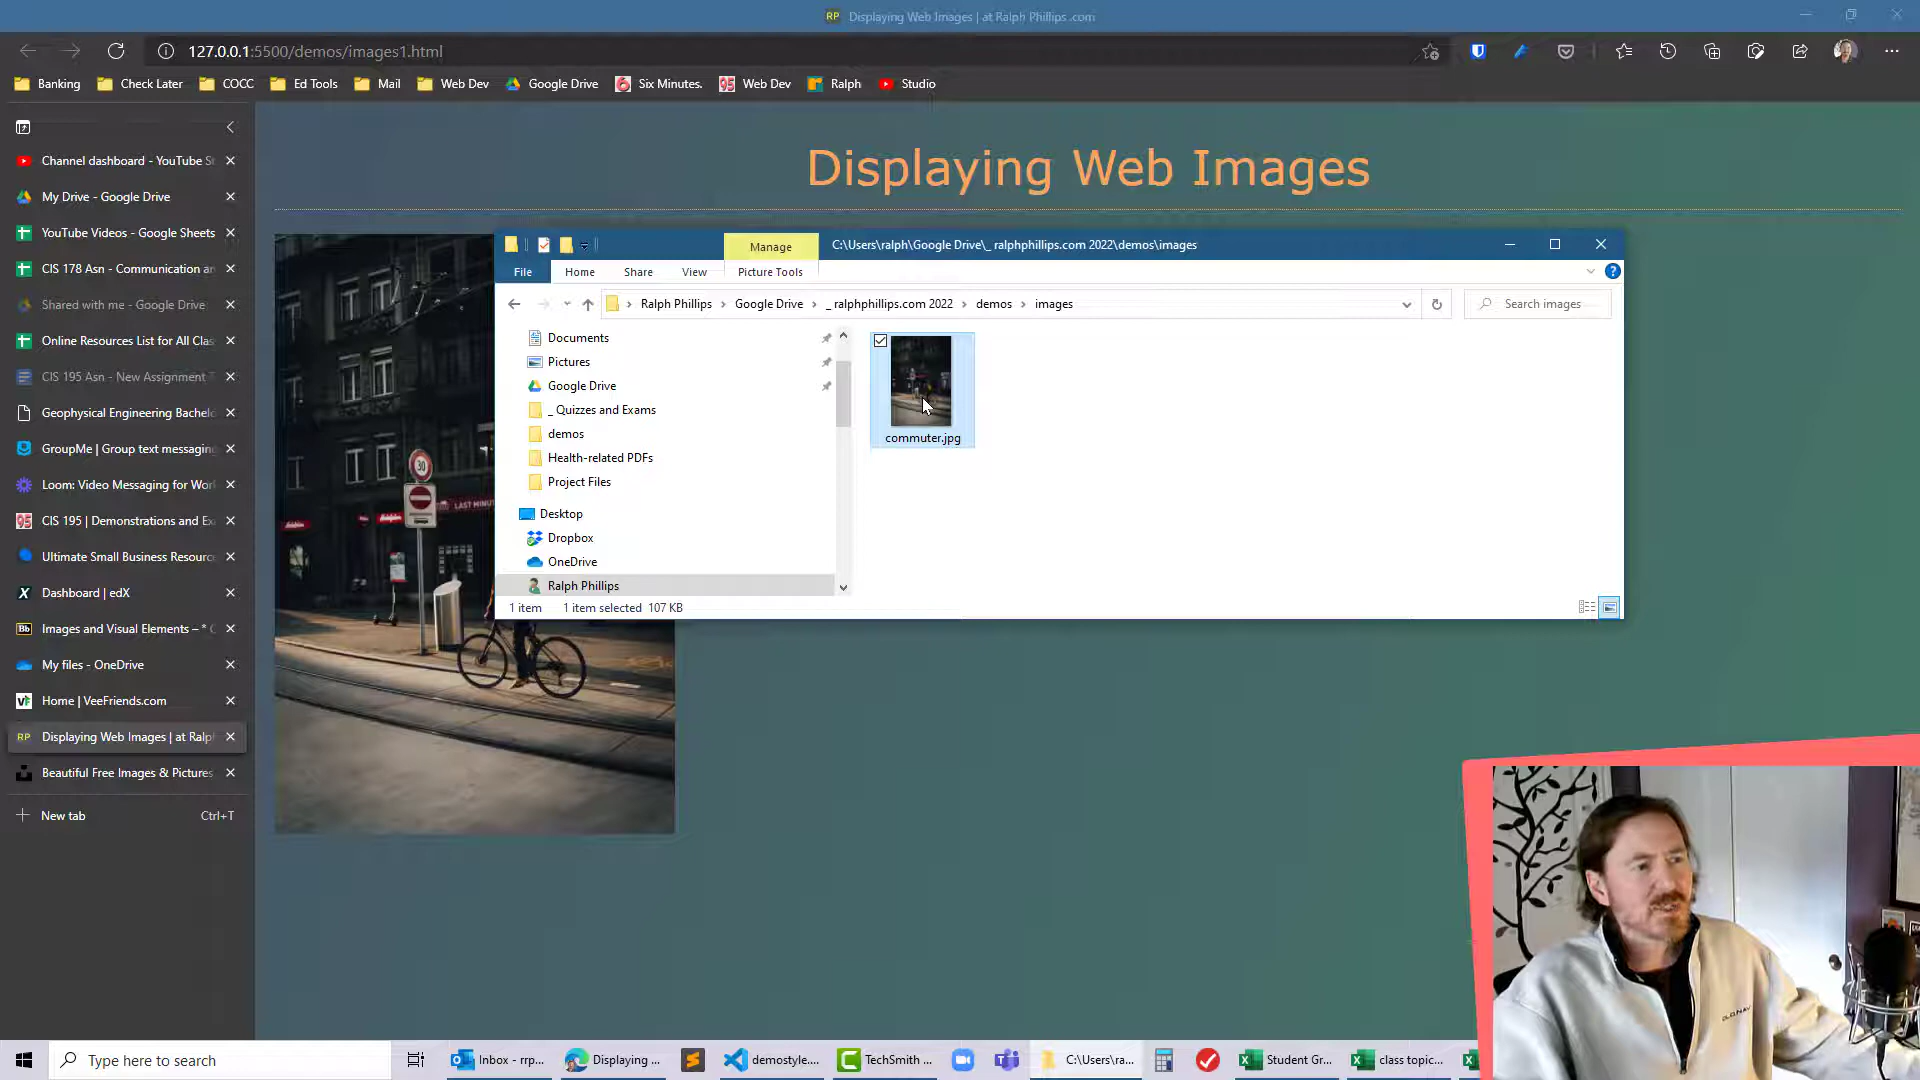 Displaying Web Images | at Ralph Phillips .com
127.0.0.1:5500/demos/images1.html
Banking Check Later COCC Ed Tools Mail Web Dev Google Drive Six Minutes. Web Dev Ralph Studio
Channel dashboard - YouTube St
My Drive - Google Drive
YouTube Videos - Google Sheets
CIS 178 Asn - Communication an
Shared with me - Google Drive
Online Resources List for All Clas
CIS 195 Asn - New Assignment T
Geophysical Engineering Bachelo
GroupMe | Group text messaging
Loom: Video Messaging for Wor
CIS 195 | Demonstrations and Ex
Ultimate Small Business Resourc
Dashboard | edX
Images and Visual Elements – * C
My files - OneDrive
Home | VeeFriends.com
Displaying Web Images | at Ralp
Beautiful Free Images & Pictures
New tab Ctrl+T
Displaying Web Images
30
LAST MINUT
Manage C:\Users\ralph\Google Drive\_ ralphphillips.com 2022\demos\images
File Home Share View Picture Tools
Ralph Phillips Google Drive _ ralphphillips.com 2022 demos images Search images
Documents
Pictures
Google Drive
_ Quizzes and Exams
demos
Health-related PDFs
Project Files
Desktop
Dropbox
OneDrive
Ralph Phillips
commuter.jpg
1 item 1 item selected 107 KB
Type here to search Inbox - rrp... Displaying ... demostyle.... TechSmith ... C:\Users\ra... Student Gr... class topic...